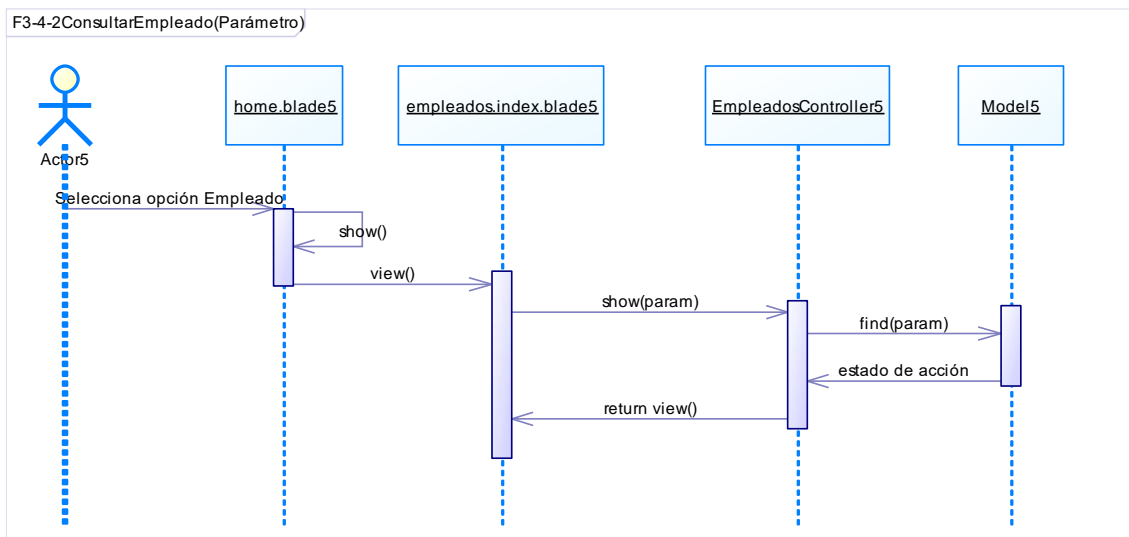 F3-4-2ConsultarEmpleado(Parámetro)
home.blade5
empleados.index.blade5
EmpleadosController5
Model5
Actor5
Selecciona opción Empleado
show()
view()
show(param)
find(param)
estado de acción
return view()